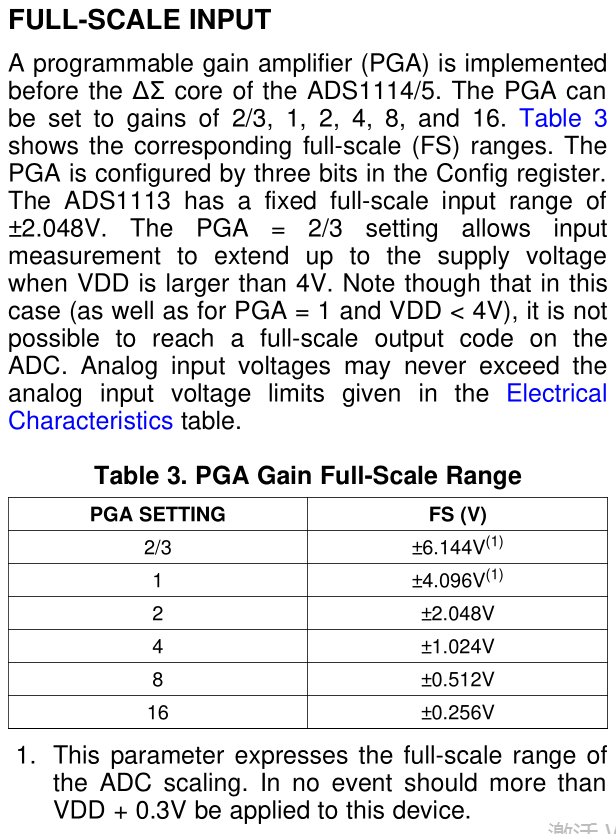 FULL-SCALE INPUT
A programmable gain amplifier (PGA) is implemented
before the ΔΣ core of the ADS1114/5. The PGA can
be set to gains of 2/3, 1, 2, 4, 8, and 16. Table 3
shows the corresponding full-scale (FS) ranges. The
PGA is configured by three bits in the Config register.
The ADS1113 has a fixed full-scale input range of
±2.048V. The PGA = 2/3 setting allows input
measurement to extend up to the supply voltage
when VDD is larger than 4V. Note though that in this
case (as well as for PGA = 1 and VDD < 4V), it is not
possible to reach a full-scale output code on the
ADC. Analog input voltages may never exceed the
analog input voltage limits given in the Electrical
Characteristics table.
Table 3. PGA Gain Full-Scale Range
PGA SETTING FS (V)
2/3 ±6.144V(1)
1 ±4.096V(1)
2 ±2.048V
4 ±1.024V
8 ±0.512V
16 ±0.256V
1. This parameter expresses the full-scale range of
the ADC scaling. In no event should more than
VDD + 0.3V be applied to this device.
激活